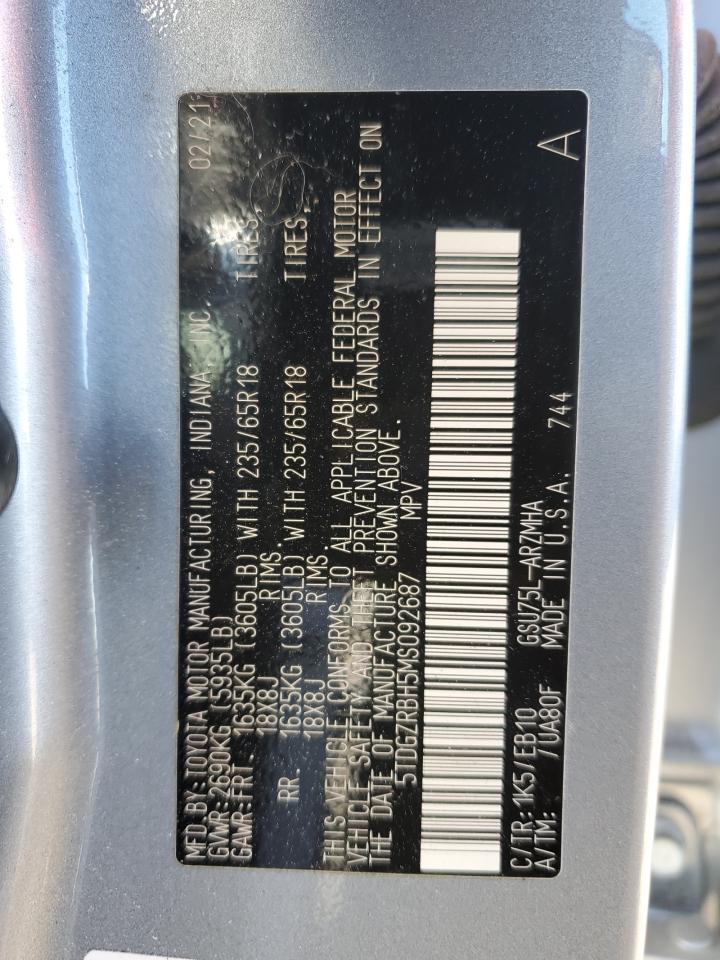 MFD.BY:TOYOTA MOTOR MANUFACTURING, INDIANA, INC. 02/21
GVWR:2690KG (5935LB)
GAWR:FRT 1635KG (3605LB) WITH 235/65R18 TIRES.
18X8J RIMS.
RR. 1635KG (3605LB) WITH 235/65R18 TIRES.
18X8J RIMS.
THIS VEHICLE CONFORMS TO ALL APPLICABLE FEDERAL MOTOR
VEHICLE SAFETY AND THEFT PREVENTION STANDARDS IN EFFECT ON
THE DATE OF MANUFACTURE SHOWN ABOVE.
5TDGZRBH5MS092687 MPV
C/TR:1K5/EB10 GSU75L-ARZMHA
A/TM: /UA80F MADE IN U.S.A. 744 A